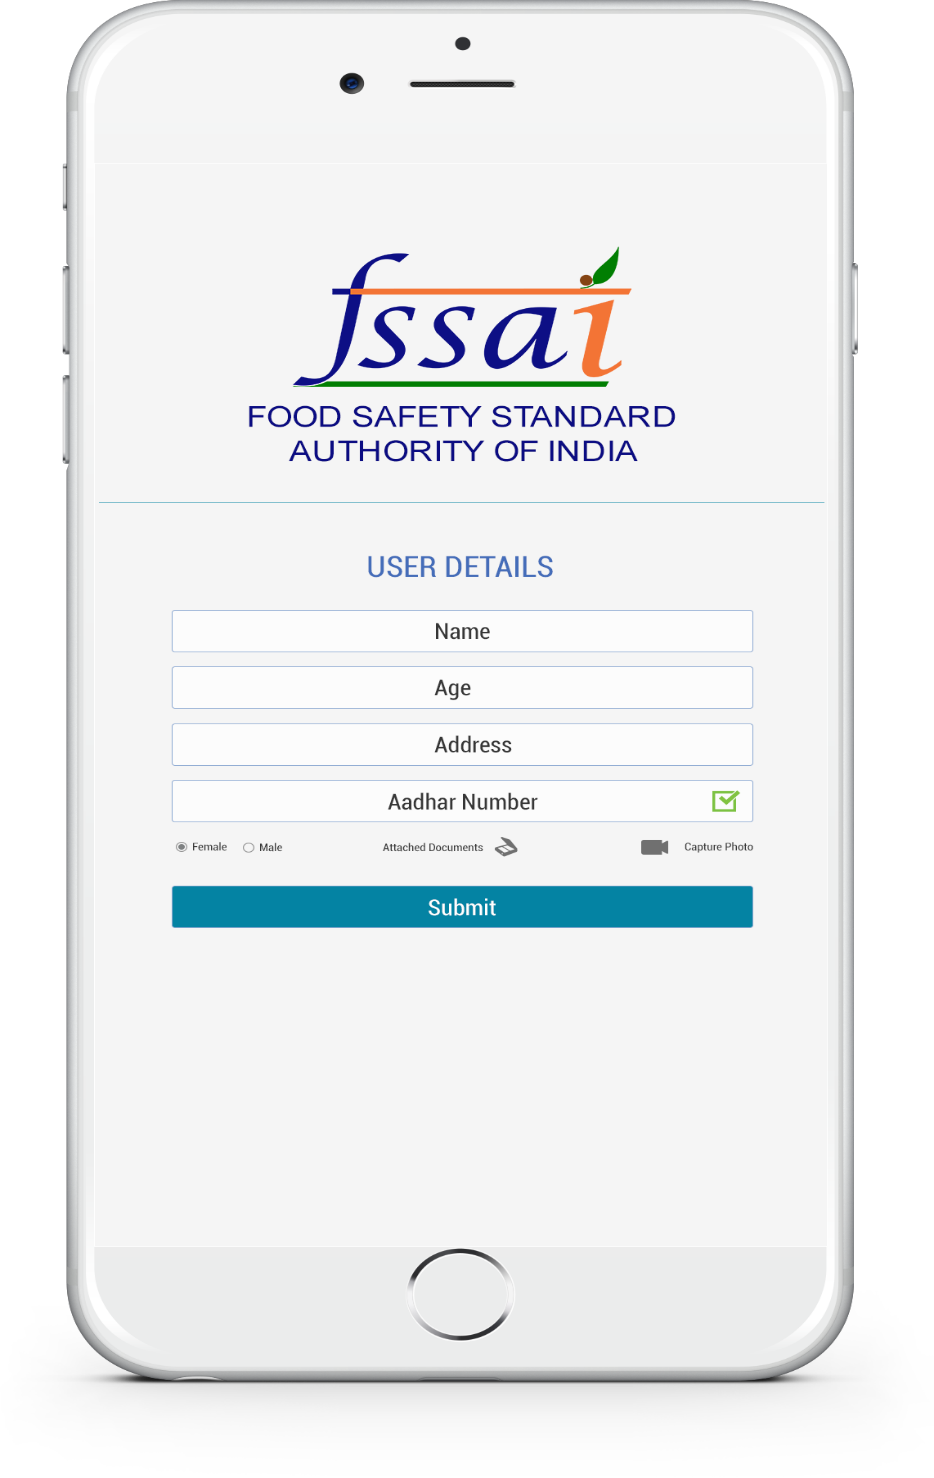 fssai
FOOD SAFETY STANDARD
AUTHORITY OF INDIA
USER DETAILS
Name
Age
Address
Aadhar Number
Female Male Attached Documents Capture Photo
Submit